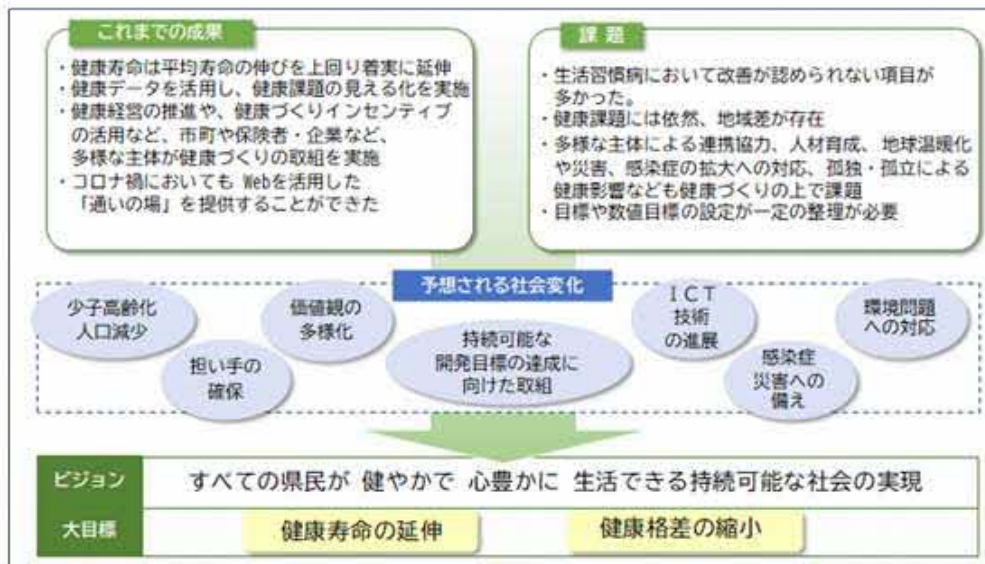 これまでの成果
・健康寿命は平均寿命の伸びを上回り着実に延伸
・健康データを活用し、健康課題の見える化を実施
・健康経営の推進や、健康づくりインセンティブ
の活用など、市町や保険者・企業など、
多様な主体が健康づくりの取組を実施
・コロナ禍においても Webを活用した
「通いの場」を提供することができた
課 題
・生活習慣病において改善が認められない項目が
多かった。
・健康課題には依然、地域差が存在
・多様な主体による連携協力、人材育成、地球温暖化
や災害、感染症の拡大への対応、孤独・孤立による
健康影響なども健康づくりの上で課題
・目標や数値目標の設定が一定の整理が必要
予想される社会変化
少子高齢化
人口減少
担い手の
確保
価値観の
多様化
持続可能な
開発目標の達成に
向けた取組
ＩＣＴ
技術
の進展
感染症
災害への
備え
環境問題
への対応
ビジョン
すべての県民が 健やかで 心豊かに 生活できる持続可能な社会の実現
大目標
健康寿命の延伸
健康格差の縮小